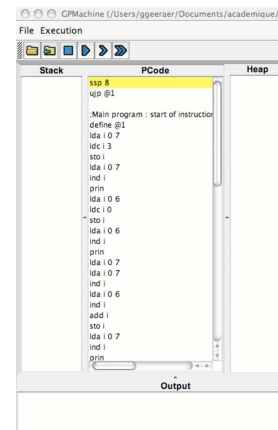 GPMachine (/Users/ggeeraer/Documents/academique/
File Execution
Stack PCode Heap
ssp 8
ujp @1
;Main program : start of instruction
define @1
lda i 0 7
ldc i 3
sto i
lda i 0 7
ind i
prin
lda i 0 6
ldc i 0
sto i
lda i 0 6
ind i
prin
lda i 0 7
lda i 0 7
ind i
lda i 0 6
ind i
add i
sto i
lda i 0 7
ind i
prin
Output